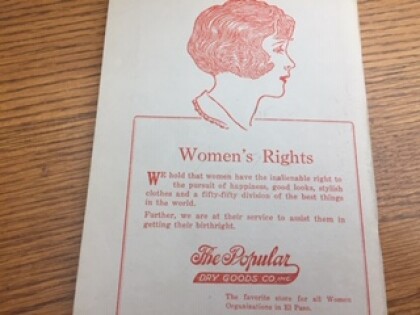 Women's Rights
WE hold that women have the inalienable right to
the pursuit of happiness, good looks, stylish
clothes and a fifty-fifty division of the best things
in the world.
Further, we are at their service to assist them in
getting their birthright.
The Popular
DRY GOODS CO INC
The favorite store for all Women
Organizations in El Paso.